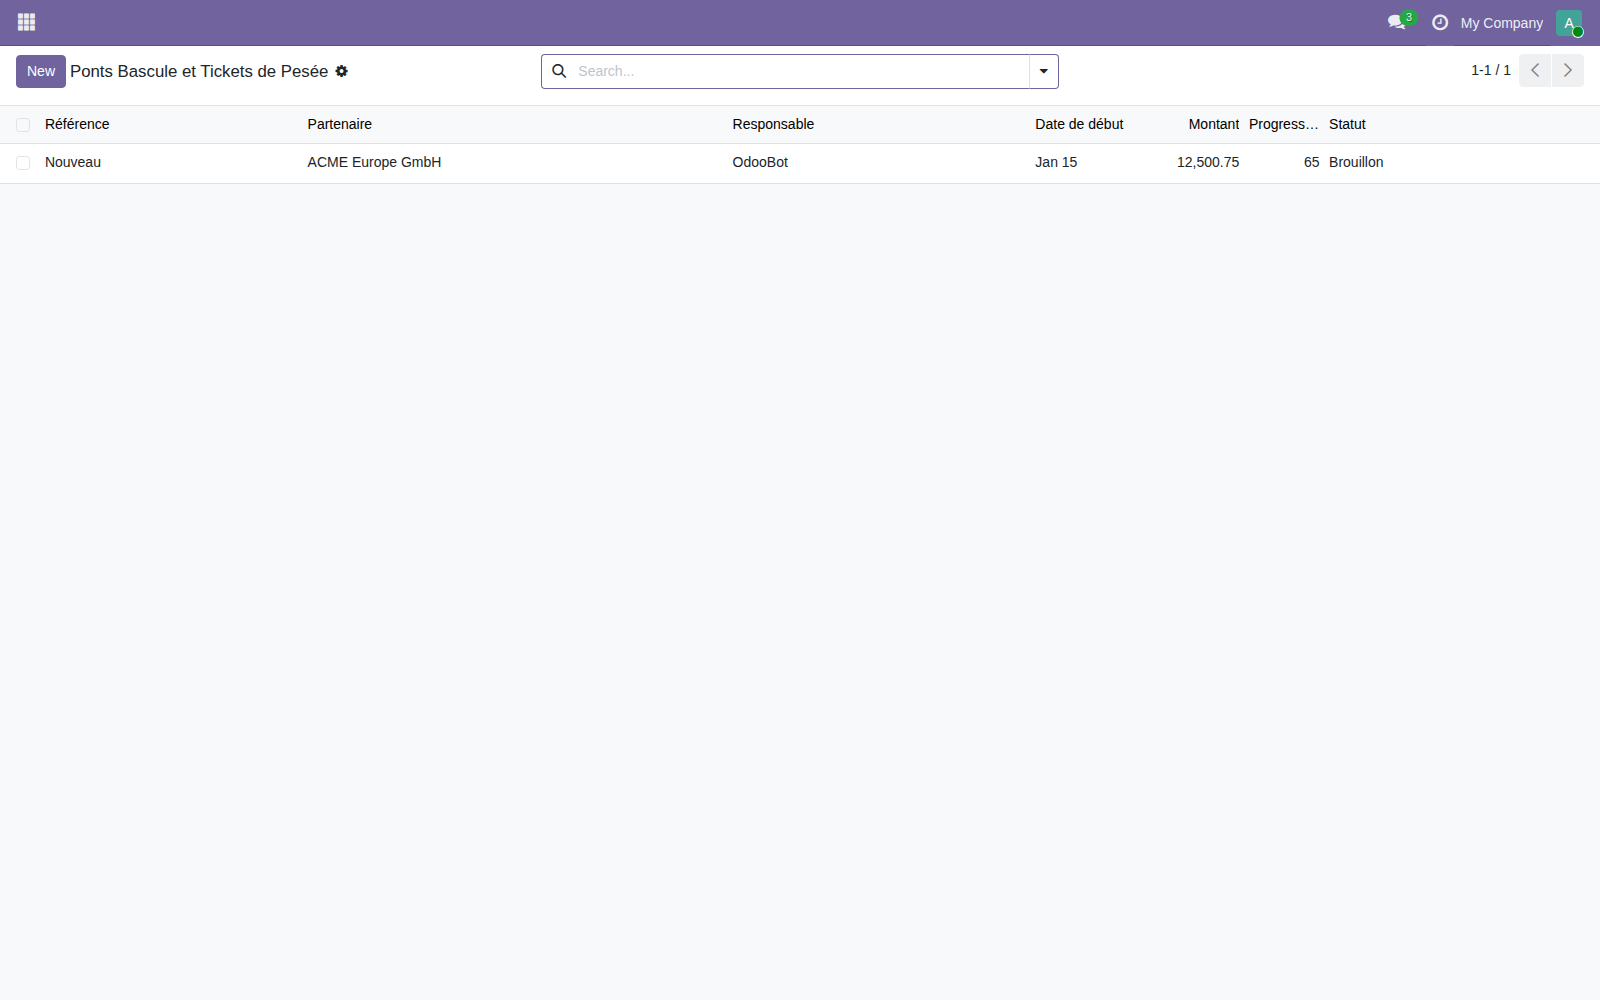 3
My Company
A
New
Ponts Bascule et Tickets de Pesée
Search...
1-1 / 1
Référence Partenaire Responsable Date de début Montant Progress… Statut
Nouveau ACME Europe GmbH OdooBot Jan 15 12,500.75 65 Brouillon